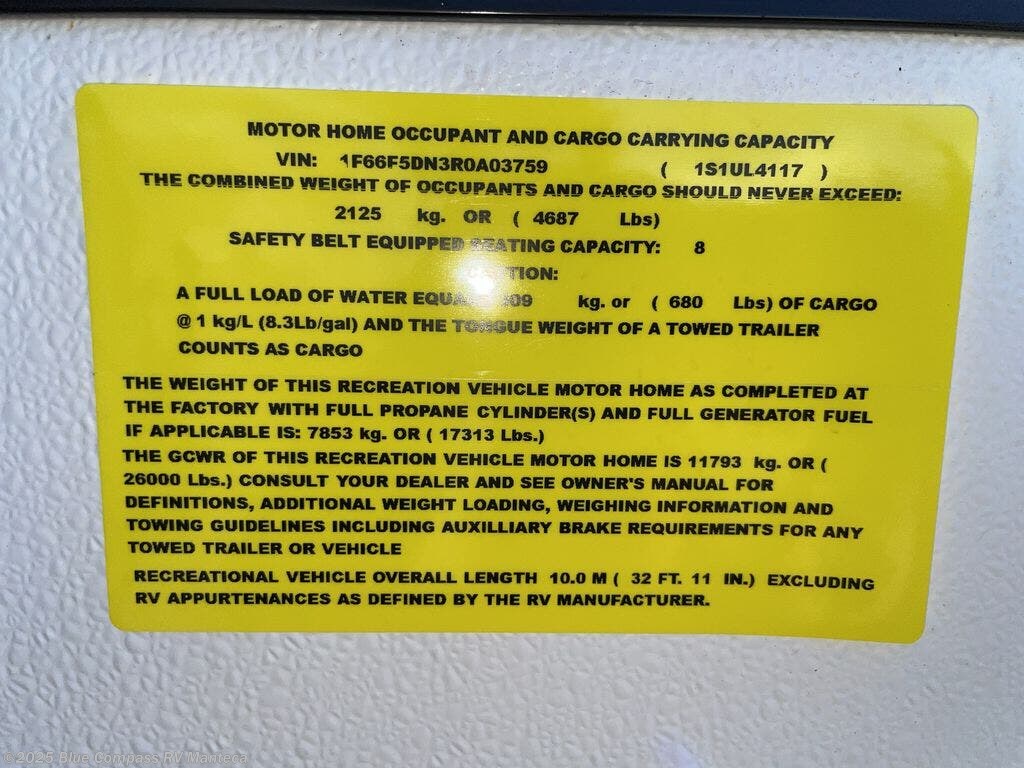 MOTOR HOME OCCUPANT AND CARGO CARRYING CAPACITY
VIN: 1F66F5DN3R0A03759 ( 1S1UL4117 )
THE COMBINED WEIGHT OF OCCUPANTS AND CARGO SHOULD NEVER EXCEED:
2125 kg. OR ( 4687 Lbs)
SAFETY BELT EQUIPPED SEATING CAPACITY: 8
CAUTION:
A FULL LOAD OF WATER kg. or ( 680 Lbs) OF CARGO
@ 1 kg/L (8.3Lb/gal) AND THE TONGUE WEIGHT OF A TOWED TRAILER
COUNTS AS CARGO
THE WEIGHT OF THIS RECREATION VEHICLE MOTOR HOME AS COMPLETED AT
THE FACTORY WITH FULL PROPANE CYLINDER(S) AND FULL GENERATOR FUEL
IF APPLICABLE IS: 7853 kg. OR ( 17313 Lbs.)
THE GCWR OF THIS RECREATION VEHICLE MOTOR HOME IS 11793 kg. OR (
26000 Lbs.) CONSULT YOUR DEALER AND SEE OWNER'S MANUAL FOR
DEFINITIONS, ADDITIONAL WEIGHT LOADING, WEIGHING INFORMATION AND
TOWING GUIDELINES INCLUDING AUXILLIARY BRAKE REQUIREMENTS FOR ANY
TOWED TRAILER OR VEHICLE
RECREATIONAL VEHICLE OVERALL LENGTH 10.0 M ( 32 FT. 11 IN.) EXCLUDING
RV APPURTENANCES AS DEFINED BY THE RV MANUFACTURER.
©2025 Blue Compass RV Manteca